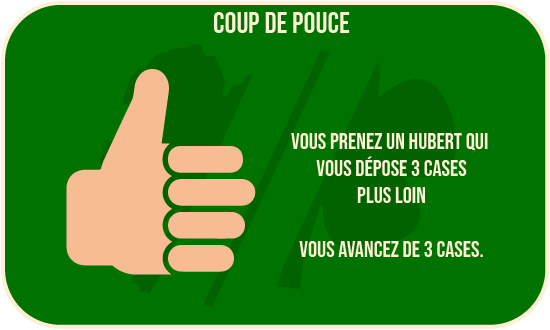 COUP DE POUCE
VOUS PRENEZ UN HUBERT QUI
VOUS DÉPOSE 3 CASES
PLUS LOIN
VOUS AVANCEZ DE 3 CASES.